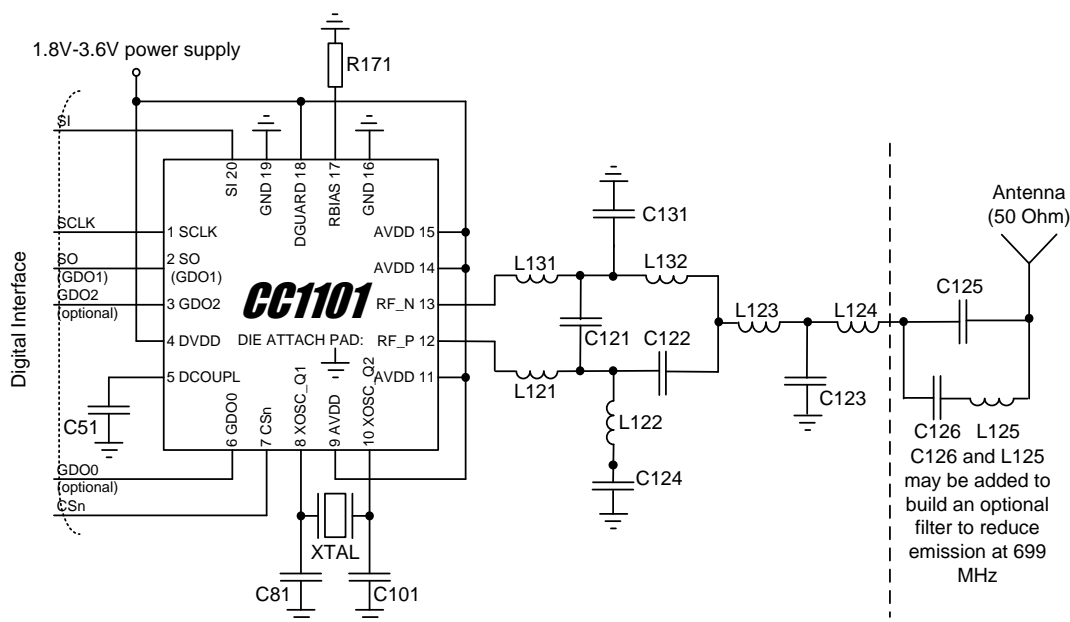 1.8V-3.6V power supply
R171
SI
SI 20
GND 19
DGUARD 18
RBIAS 17
GND 16
Antenna
(50 Ohm)
C131
SCLK
1 SCLK
AVDD 15
SO
(GDO1)
2 SO
(GDO1)
AVDD 14
L131
L132
C125
GDO2
(optional)
3 GDO2
CC1101
RF_N 13
L123
L124
Digital Interface
4 DVDD
DIE ATTACH PAD:
RF_P 12
C121
C122
5 DCOUPL
AVDD 11
L121
C123
C51
6 GDO0
7 CSn
8 XOSC_Q1
9 AVDD
10 XOSC_Q2
L122
C126
L125
GDO0
(optional)
C124
CSn
XTAL
C81
C101
C126 and L125
may be added to
build an optional
filter to reduce
emission at 699
MHz